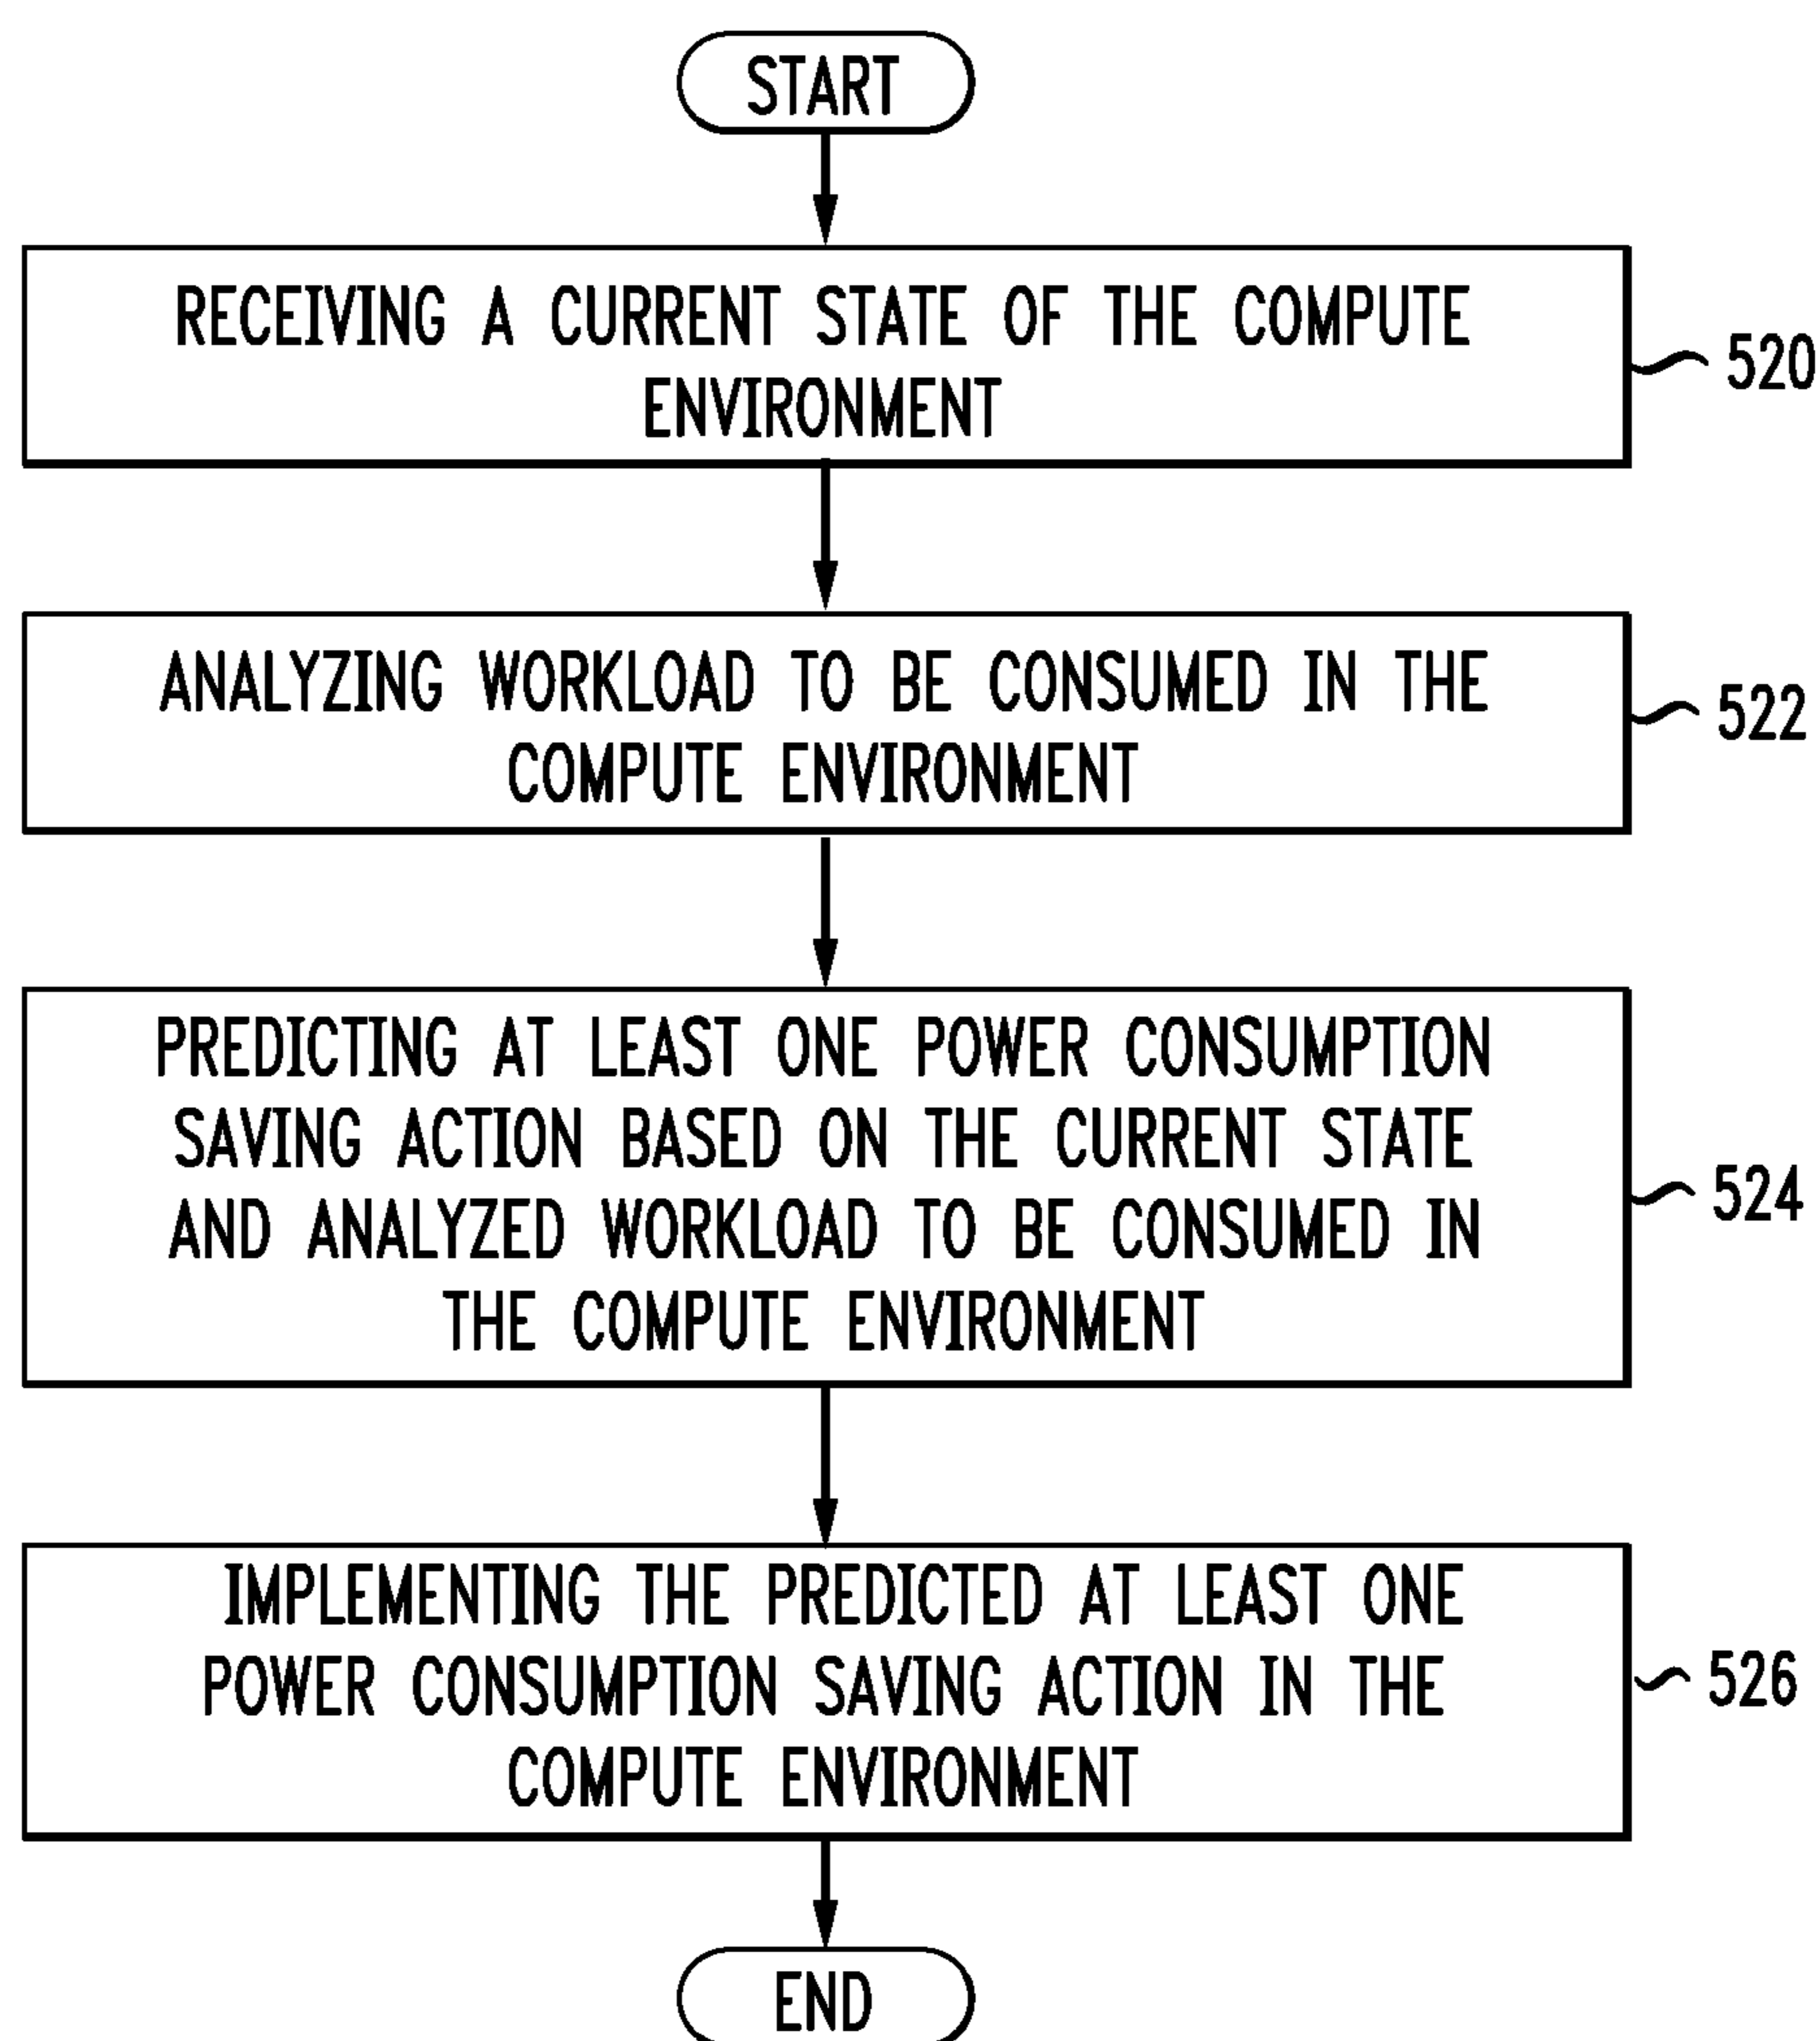 START
RECEIVING A CURRENT STATE OF THE COMPUTE
ENVIRONMENT
520
ANALYZING WORKLOAD TO BE CONSUMED IN THE
COMPUTE ENVIRONMENT
522
PREDICTING AT LEAST ONE POWER CONSUMPTION
SAVING ACTION BASED ON THE CURRENT STATE
AND ANALYZED WORKLOAD TO BE CONSUMED IN
THE COMPUTE ENVIRONMENT
524
IMPLEMENTING THE PREDICTED AT LEAST ONE
POWER CONSUMPTION SAVING ACTION IN THE
COMPUTE ENVIRONMENT
526
END